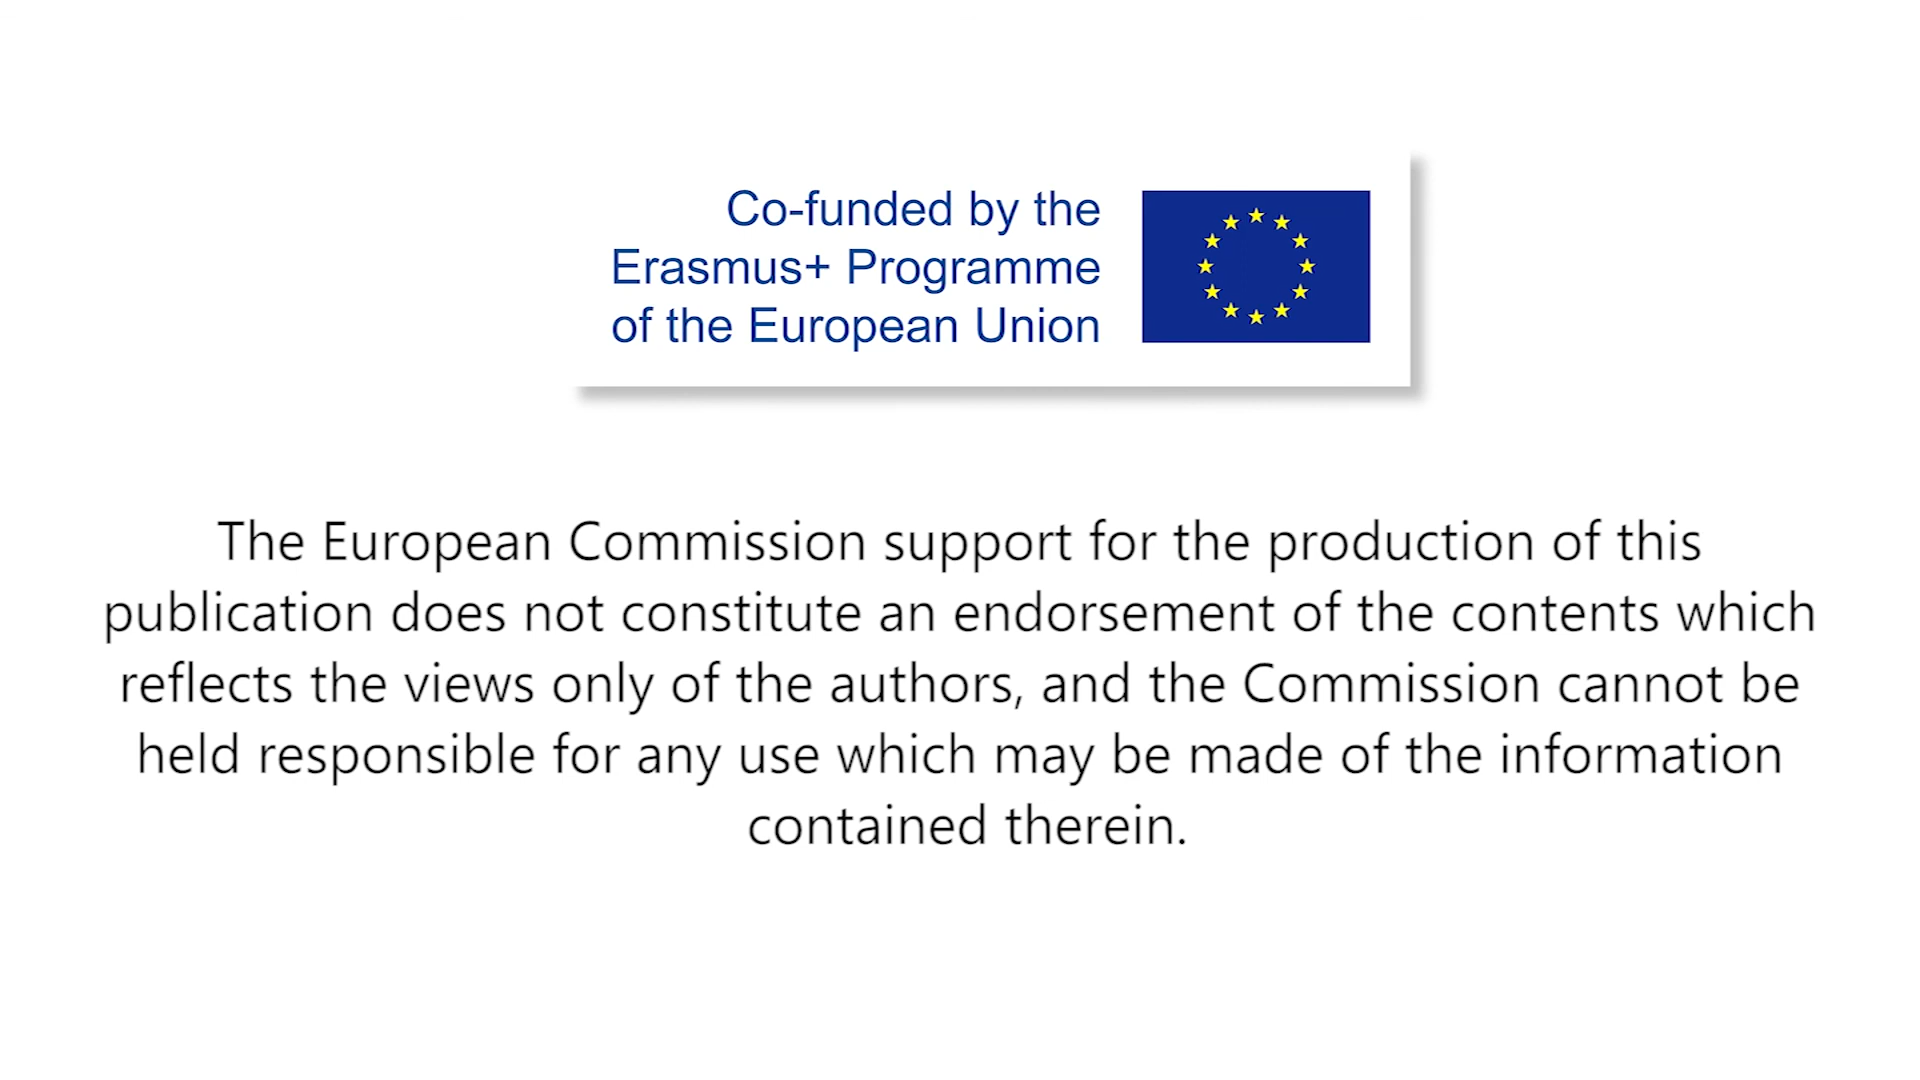 Co-funded by the
Erasmus+ Programme
of the European Union
The European Commission support for the production of this
publication does not constitute an endorsement of the contents which
reflects the views only of the authors, and the Commission cannot be
held responsible for any use which may be made of the information
contained therein.